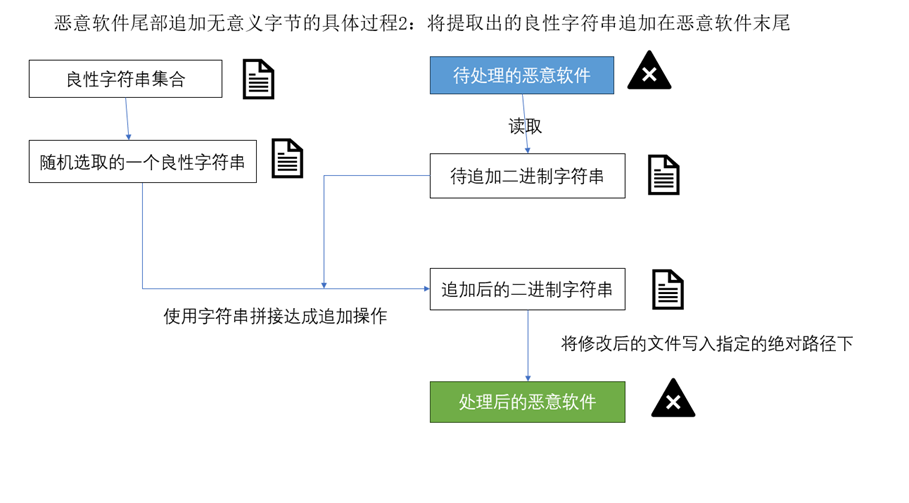 恶意软件尾部追加无意义字节的具体过程2：将提取出的良性字符串追加在恶意软件末尾
良性字符串集合
待处理的恶意软件
读取
随机选取的一个良性字符串
待追加二进制字符串
追加后的二进制字符串
使用字符串拼接达成追加操作
将修改后的文件写入指定的绝对路径下
处理后的恶意软件